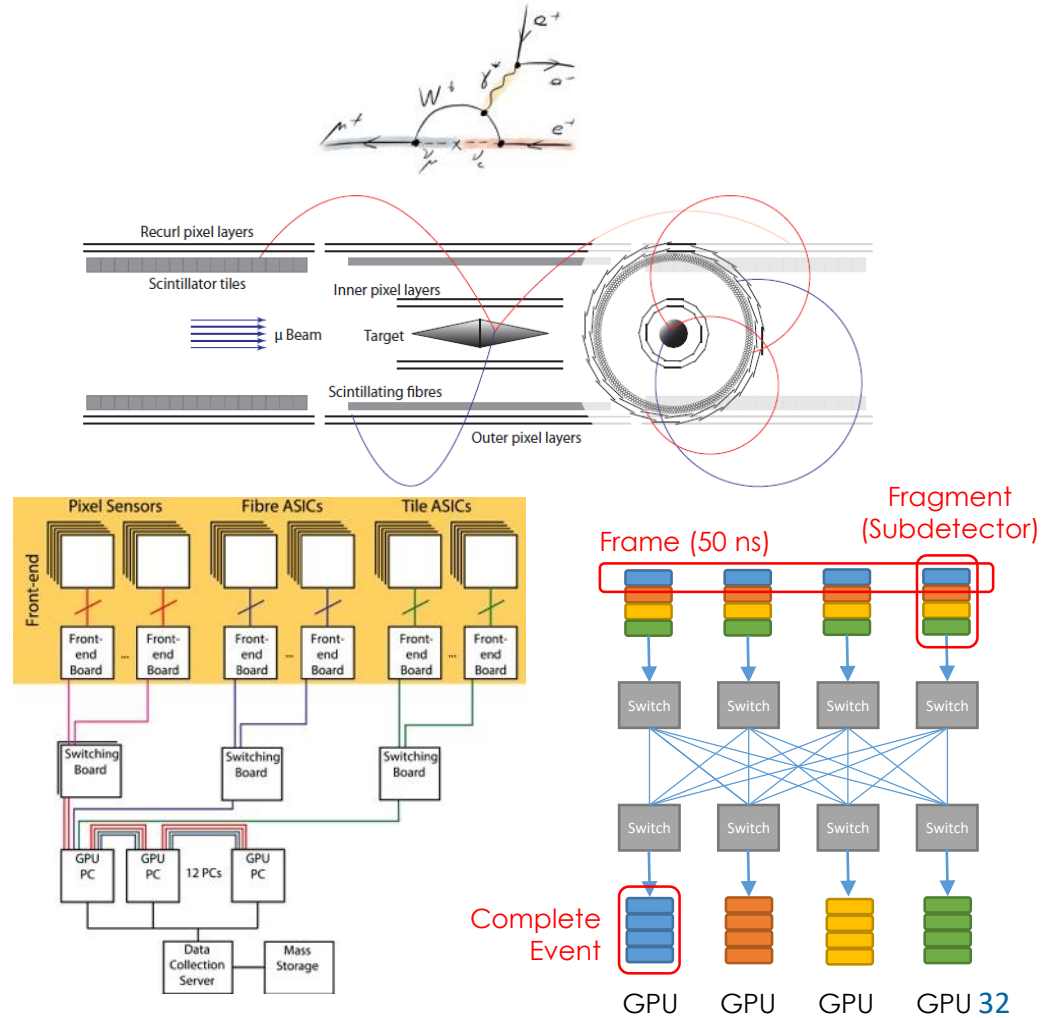 e+
γ*
e-
W+
μ+
e+
ν μ
ν e
Recurl pixel layers
Scintillator tiles
Inner pixel layers
μ Beam
Target
Scintillating fibres
Outer pixel layers
Pixel Sensors
Fibre ASICs
Tile ASICs
Front-end
Front-
end
Board
...
Front-
end
Board
Front-
end
Board
...
Front-
end
Board
Front-
end
Board
...
Front-
end
Board
Switching
Board
Switching
Board
Switching
Board
GPU
PC
GPU
PC
12 PCs
GPU
PC
Data
Collection
Server
Mass
Storage
Fragment
(Subdetector)
Frame (50 ns)
Switch
Switch
Switch
Switch
Switch
Switch
Switch
Switch
Complete
Event
GPU
GPU
GPU
GPU 32